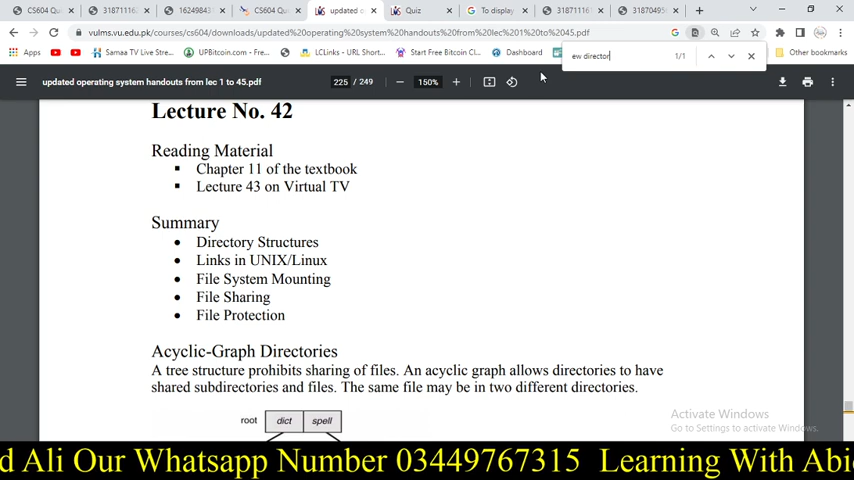 CS604 Qu
31871116
16249843
CS604 Qu
updated o
Quiz
To display
318711161
31870495
vulms.vu.edu.pk/courses/cs604/downloads/updated%20operating%20system%20handouts%20from%20lec%201%20to%2045.pdf
Apps
Samaa TV Live Stre...
UPBitcoin.com - Fre...
LCLinks - URL Short...
Start Free Bitcoin Cl...
Dashboard
Other bookmarks
ew director 1/1
updated operating system handouts from lec 1 to 45.pdf
225 / 249
150%
Lecture No. 42
Reading Material
▪ Chapter 11 of the textbook
▪ Lecture 43 on Virtual TV
Summary
• Directory Structures
• Links in UNIX/Linux
• File System Mounting
• File Sharing
• File Protection
Acyclic-Graph Directories
A tree structure prohibits sharing of files. An acyclic graph allows directories to have
shared subdirectories and files. The same file may be in two different directories.
root dict spell
Activate Windows
Go to Settings to activate Windows.
d Ali Our Whatsapp Number 03449767315 Learning With Abi